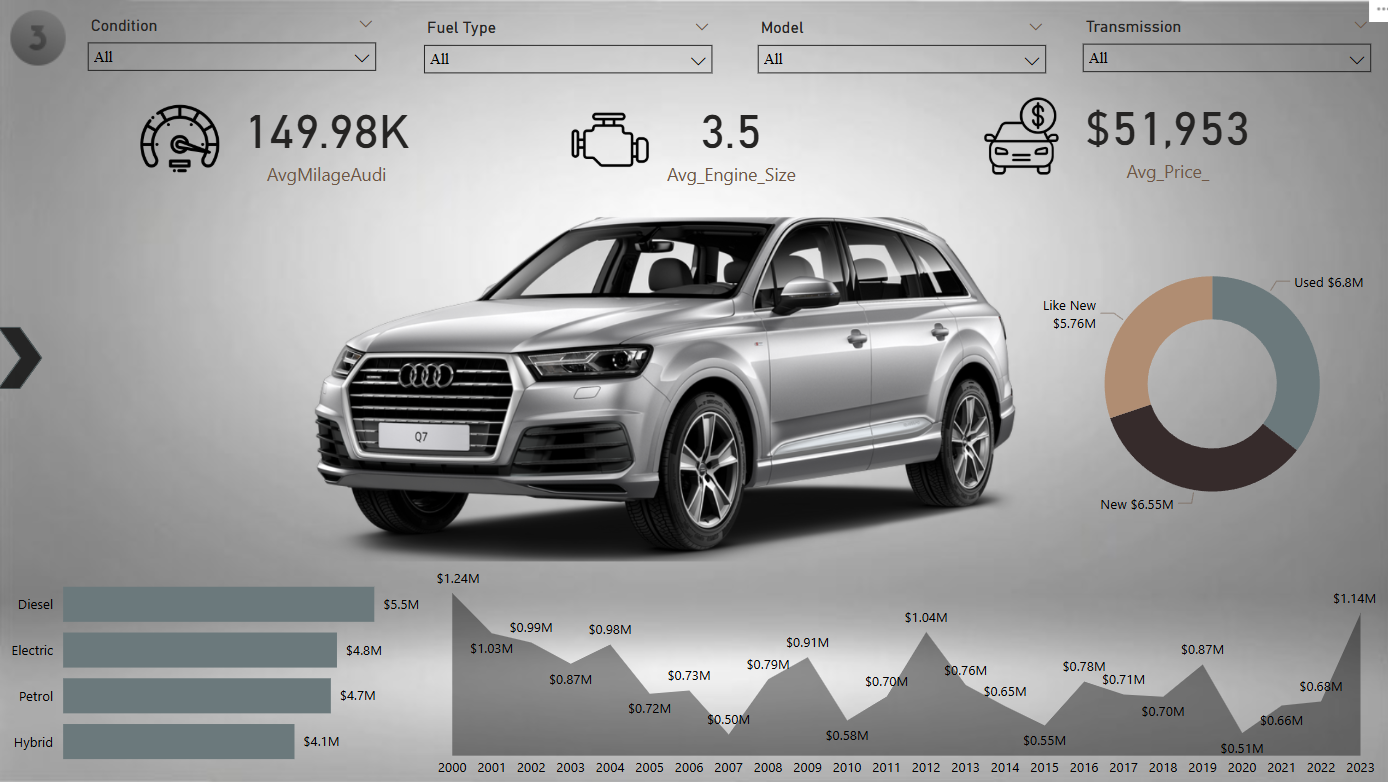 3
Condition
All
Fuel Type
All
Model
All
Transmission
All
149.98K
AvgMilageAudi
3.5
Avg_Engine_Size
$
$51,953
Avg_Price_
Q7
Used $6.8M
Like New
$5.76M
New $6.55M
Diesel
$5.5M
Electric
$4.8M
Petrol
$4.7M
Hybrid
$4.1M
$1.24M
$1.03M
$0.99M
$0.87M
$0.98M
$0.72M
$0.73M
$0.50M
$0.79M
$0.91M
$0.58M
$0.70M
$1.04M
$0.76M
$0.65M
$0.55M
$0.78M
$0.71M
$0.70M
$0.87M
$0.51M
$0.66M
$0.68M
$1.14M
2000 2001 2002 2003 2004 2005 2006 2007 2008 2009 2010 2011 2012 2013 2014 2015 2016 2017 2018 2019 2020 2021 2022 2023